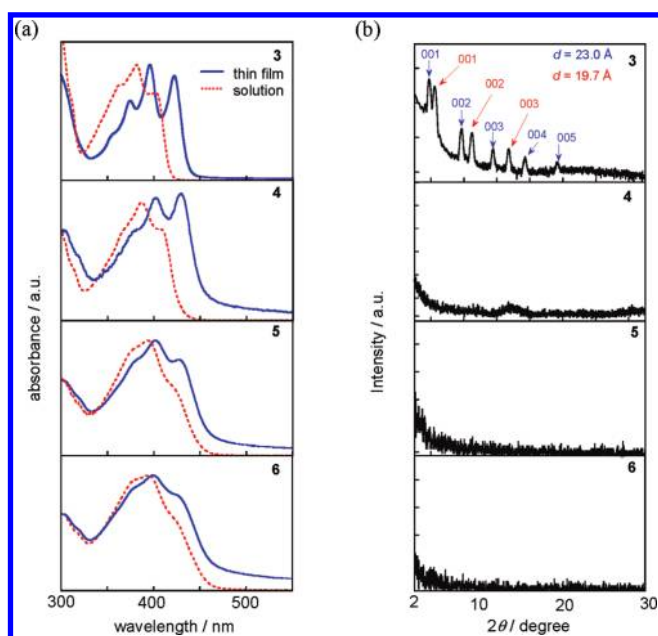 (a)
3
thin film
solution
4
5
6
absorbance / a.u.
300
400
500
wavelength / nm
(b)
3
d = 23.0 Å
d = 19.7 Å
001
001
002
002
003
003
004
005
4
5
6
Intensity / a.u.
2
10
20
30
2θ / degree